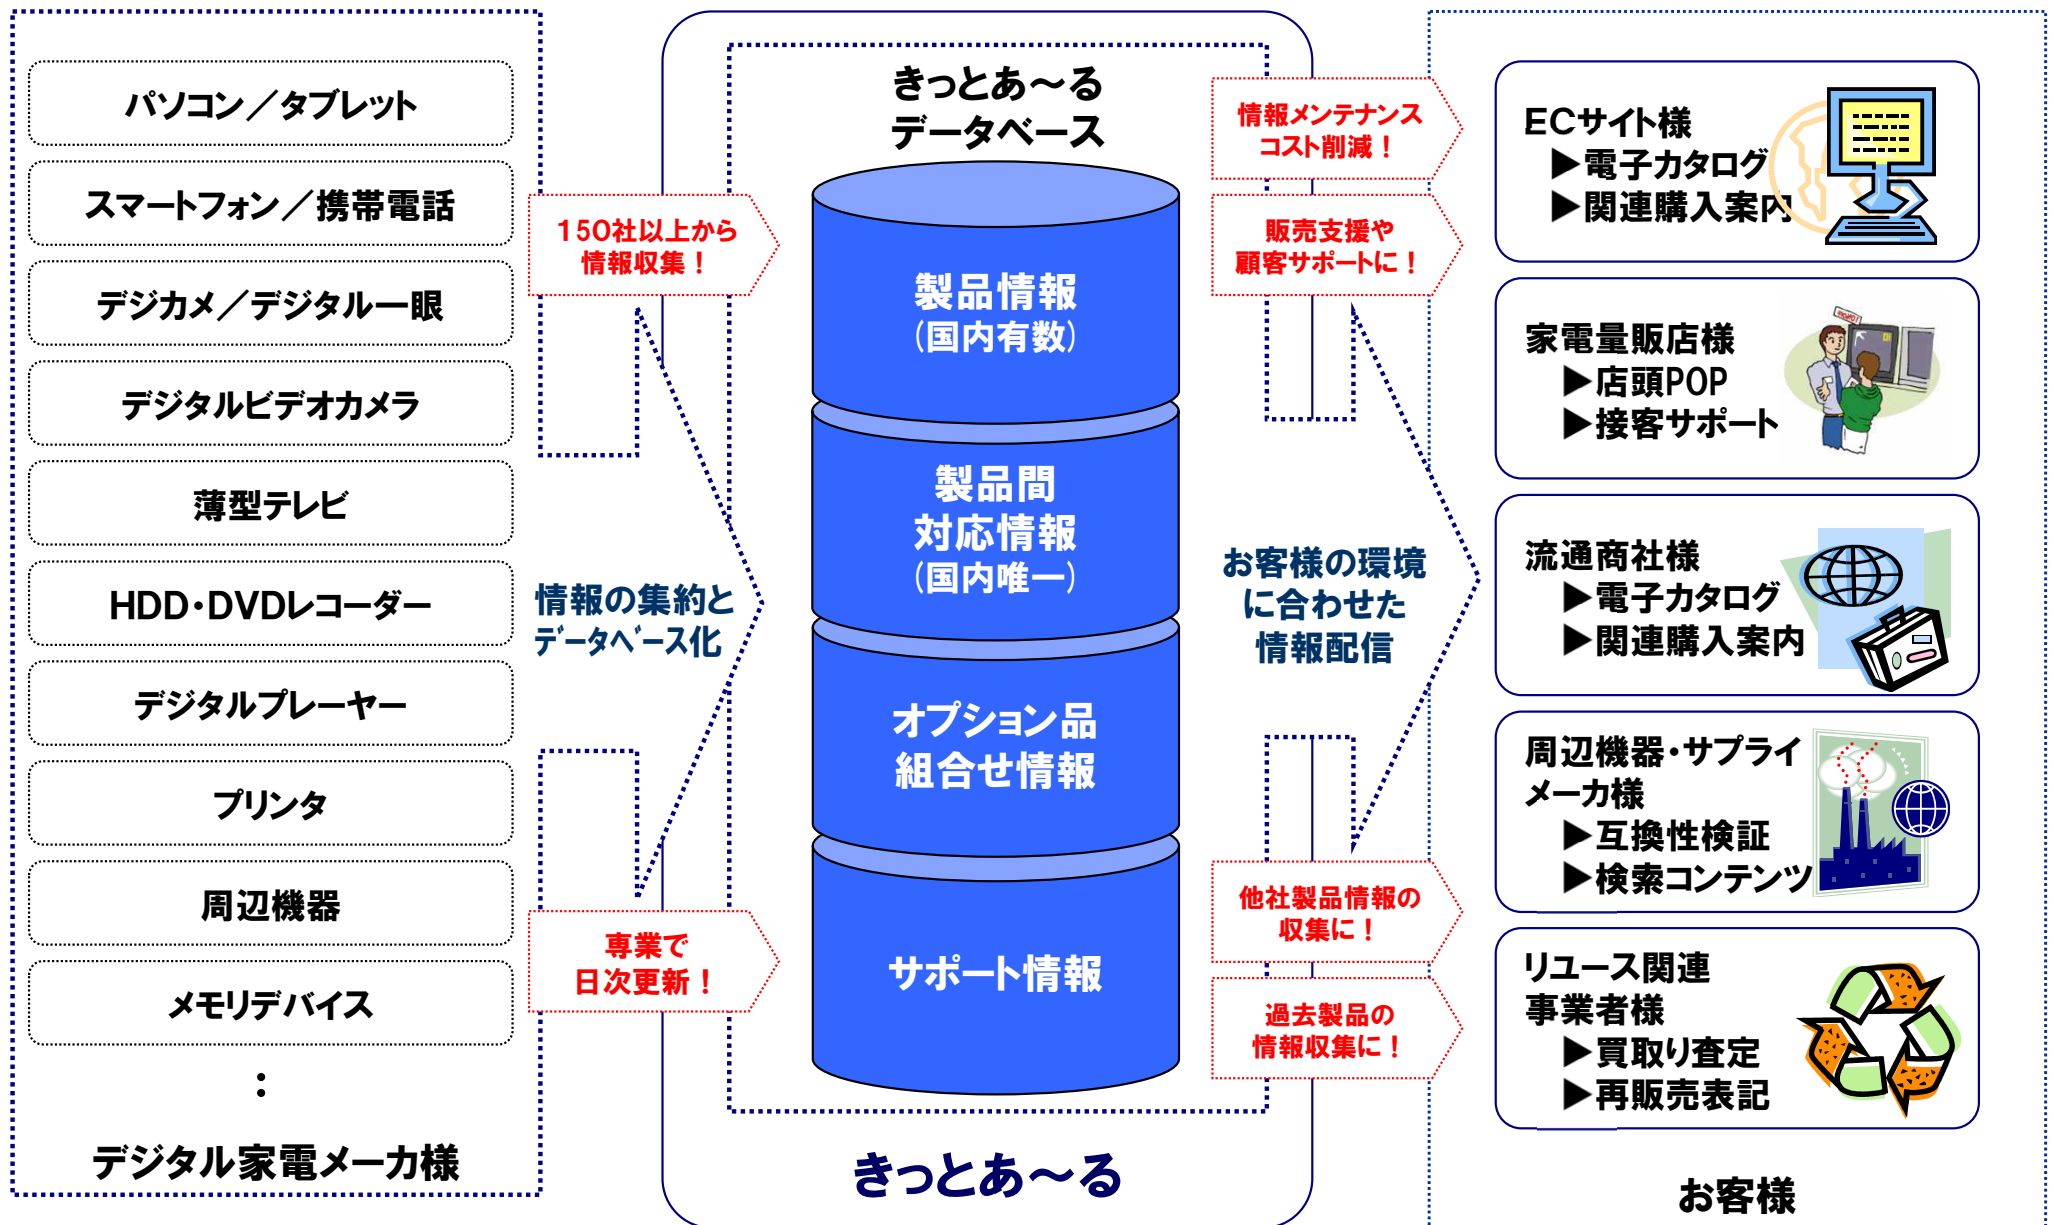 パソコン／タブレット
スマートフォン／携帯電話
デジカメ／デジタル一眼
デジタルビデオカメラ
薄型テレビ
HDD・DVDレコーダー
デジタルプレーヤー
プリンタ
周辺機器
メモリデバイス
：
デジタル家電メーカ様
１５０社以上から
情報収集！
情報の集約と
ﾃﾞｰﾀﾍﾞｰｽ化
専業で
日次更新！
きっとあ～る
データベース
製品情報
(国内有数)
製品間
対応情報
(国内唯一)
オプション品
組合せ情報
サポート情報
きっとあ～る
情報メンテナンス
コスト削減！
販売支援や
顧客サポートに！
お客様の環境
に合わせた
情報配信
他社製品情報の
収集に！
過去製品の
情報収集に！
ＥＣサイト様
▶電子カタログ
▶関連購入案内
家電量販店様
▶店頭POP
▶接客サポート
流通商社様
▶電子カタログ
▶関連購入案内
周辺機器・サプライ
メーカ様
▶互換性検証
▶検索コンテンツ
リユース関連
事業者様
▶買取り査定
▶再販売表記
お客様